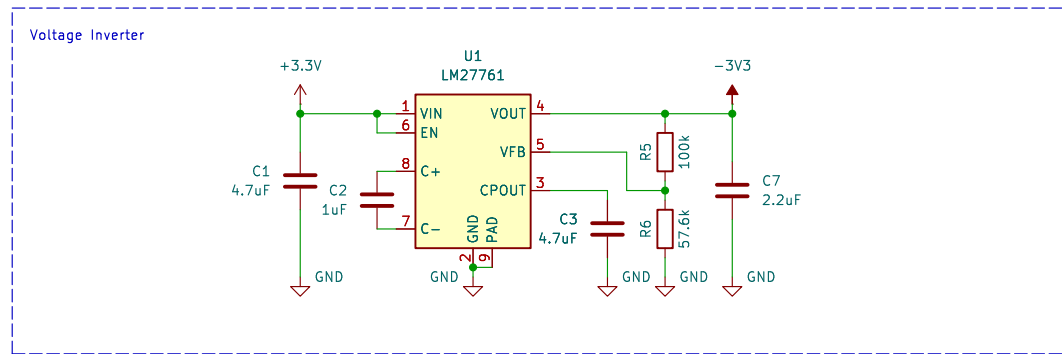 Voltage Inverter
+3.3V
U1
LM27761
-3V3
1
VIN
6
EN
8
C+
7
C-
VOUT
4
VFB
5
CPOUT
3
GND
2
PAD
9
C1
4.7uF
C2
1uF
C3
4.7uF
R5
100k
R6
57.6k
C7
2.2uF
GND
GND
GND
GND
GND